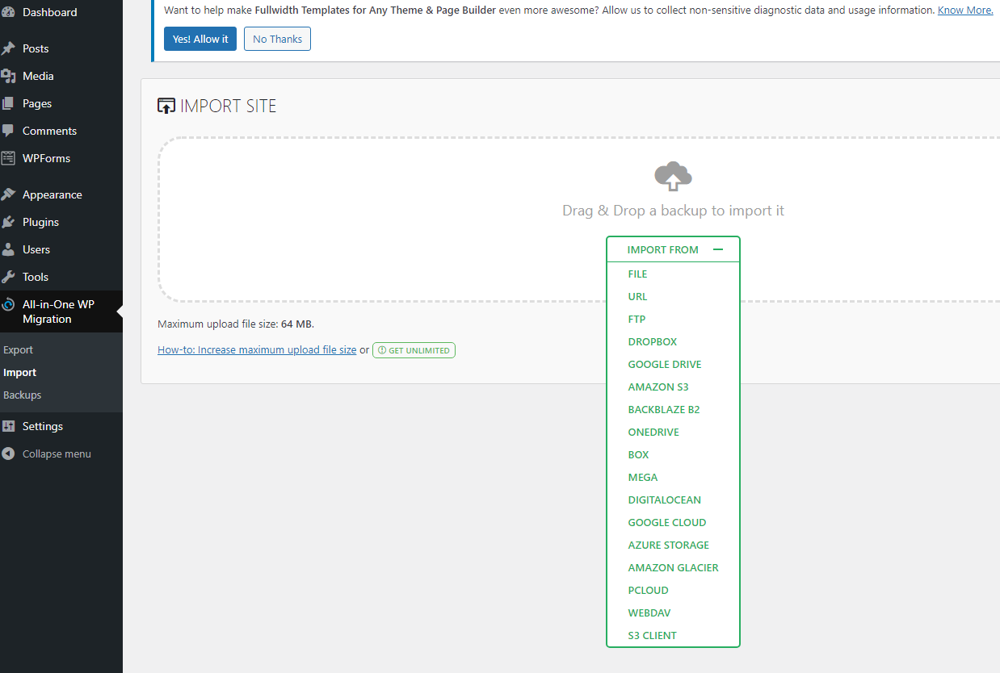 Dashboard
Posts
Media
Pages
Comments
WPForms
Appearance
Plugins
Users
Tools
All-in-One WP
Migration
Export
Import
Backups
Settings
Collapse menu
Want to help make Fullwidth Templates for Any Theme & Page Builder even more awesome? Allow us to collect non-sensitive diagnostic data and usage information. Know More.
Yes! Allow it No Thanks
IMPORT SITE
Drag & Drop a backup to import it
IMPORT FROM
FILE
URL
FTP
DROPBOX
GOOGLE DRIVE
AMAZON S3
BACKBLAZE B2
ONEDRIVE
BOX
MEGA
DIGITALOCEAN
GOOGLE CLOUD
AZURE STORAGE
AMAZON GLACIER
PCLOUD
WEBDAV
S3 CLIENT
Maximum upload file size: 64 MB.
How-to: Increase maximum upload file size or GET UNLIMITED